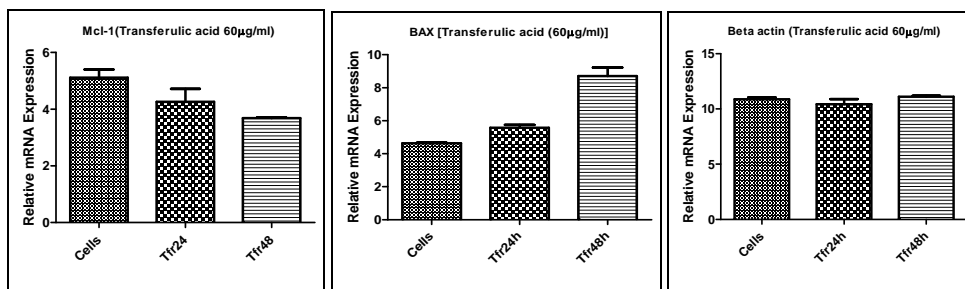 Mcl-1(Transferulic acid 60µg/ml)
Relative mRNA Expression
6
4
2
0
Cells
Tfr24
Tfr48
BAX [Transferulic acid (60µg/ml)]
Relative mRNA Expression
10
8
6
4
2
0
Cells
Tfr24h
Tfr48h
Beta actin (Transferulic acid 60µg/ml)
Relative mRNA Expression
15
10
5
0
Cells
Tfr24h
Tfr48h